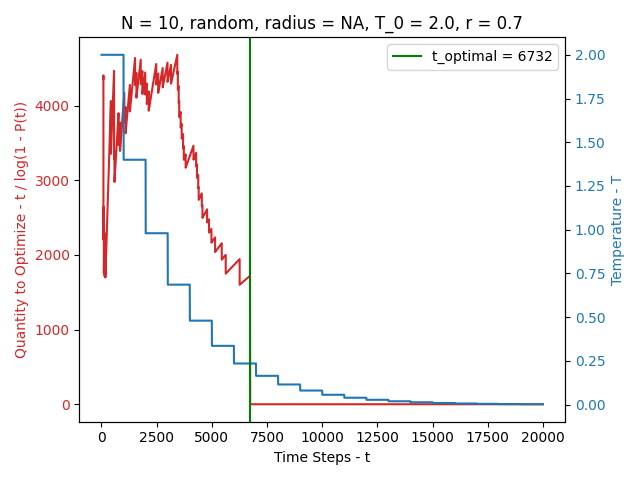 N = 10, random, radius = NA, T_0 = 2.0, r = 0.7
t_optimal = 6732
Quantity to Optimize - t / log(1 - P(t))
4000
3000
2000
1000
0
2.00
1.75
1.50
1.25
1.00
0.75
0.50
0.25
0.00
Temperature - T
0 2500 5000 7500 10000 12500 15000 17500 20000
Time Steps - t